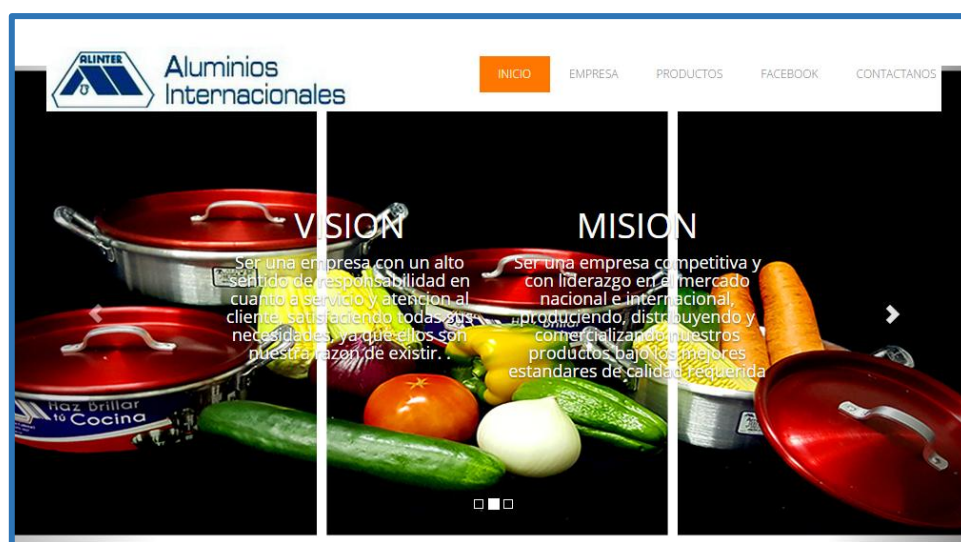 ALINTER
Aluminios
Internacionales
INICIO EMPRESA PRODUCTOS FACEBOOK CONTACTANOS
VISION
Ser una empresa con un alto
sentido de responsabilidad en
cuanto a servicio y atencion al
cliente, satisfaciendo todas sus
necesidades, ya que ellos son
nuestra razon de existir. .
MISION
Ser una empresa competitiva y
con liderazgo en el mercado
nacional e internacional,
produciendo, distribuyendo y
comercializando nuestros
productos bajo los mejores
estandares de calidad requerida
Haz Brillar
Haz Brillar
tú Cocina